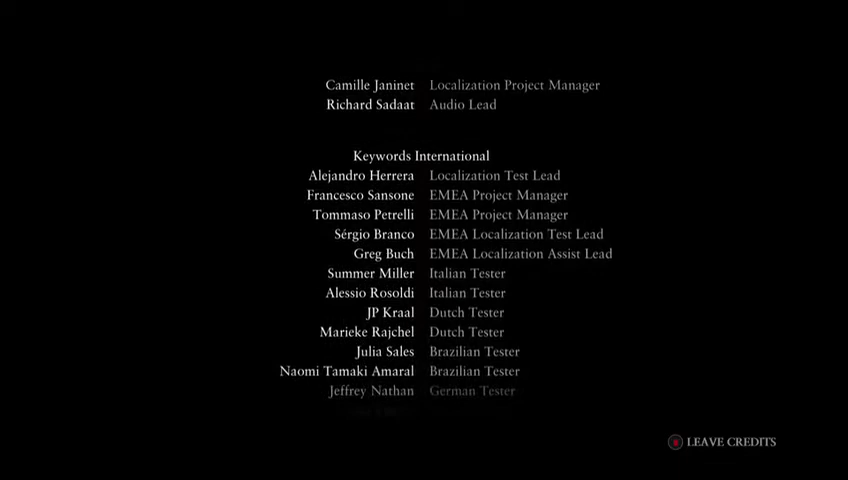 Camille Janinet Localization Project Manager
Richard Sadaat Audio Lead
Keywords International
Alejandro Herrera Localization Test Lead
Francesco Sansone EMEA Project Manager
Tommaso Petrelli EMEA Project Manager
Sérgio Branco EMEA Localization Test Lead
Greg Buch EMEA Localization Assist Lead
Summer Miller Italian Tester
Alessio Rosoldi Italian Tester
JP Kraal Dutch Tester
Marieke Rajchel Dutch Tester
Julia Sales Brazilian Tester
Naomi Tamaki Amaral Brazilian Tester
Jeffrey Nathan German Tester
LEAVE CREDITS